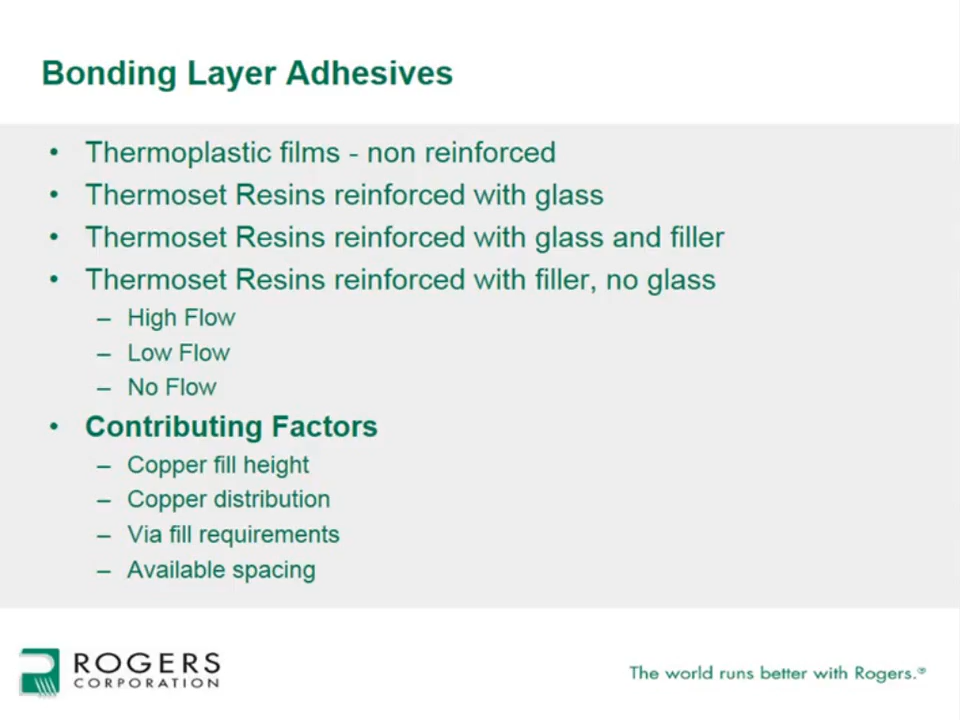 Bonding Layer Adhesives
• Thermoplastic films - non reinforced
• Thermoset Resins reinforced with glass
• Thermoset Resins reinforced with glass and filler
• Thermoset Resins reinforced with filler, no glass
– High Flow
– Low Flow
– No Flow
• Contributing Factors
– Copper fill height
– Copper distribution
– Via fill requirements
– Available spacing
ROGERS
CORPORATION
The world runs better with Rogers.®